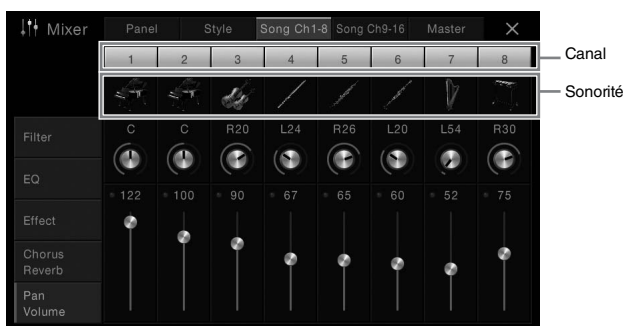 Mixer
Panel Style Song Ch1-8 Song Ch9-16 Master
1 2 3 4 5 6 7 8
Canal
Sonorité
Filter
EQ
Effect
Chorus
Reverb
Pan
Volume
C C R20 L24 R26 L20 L54 R30
122 100 90 67 65 60 52 75